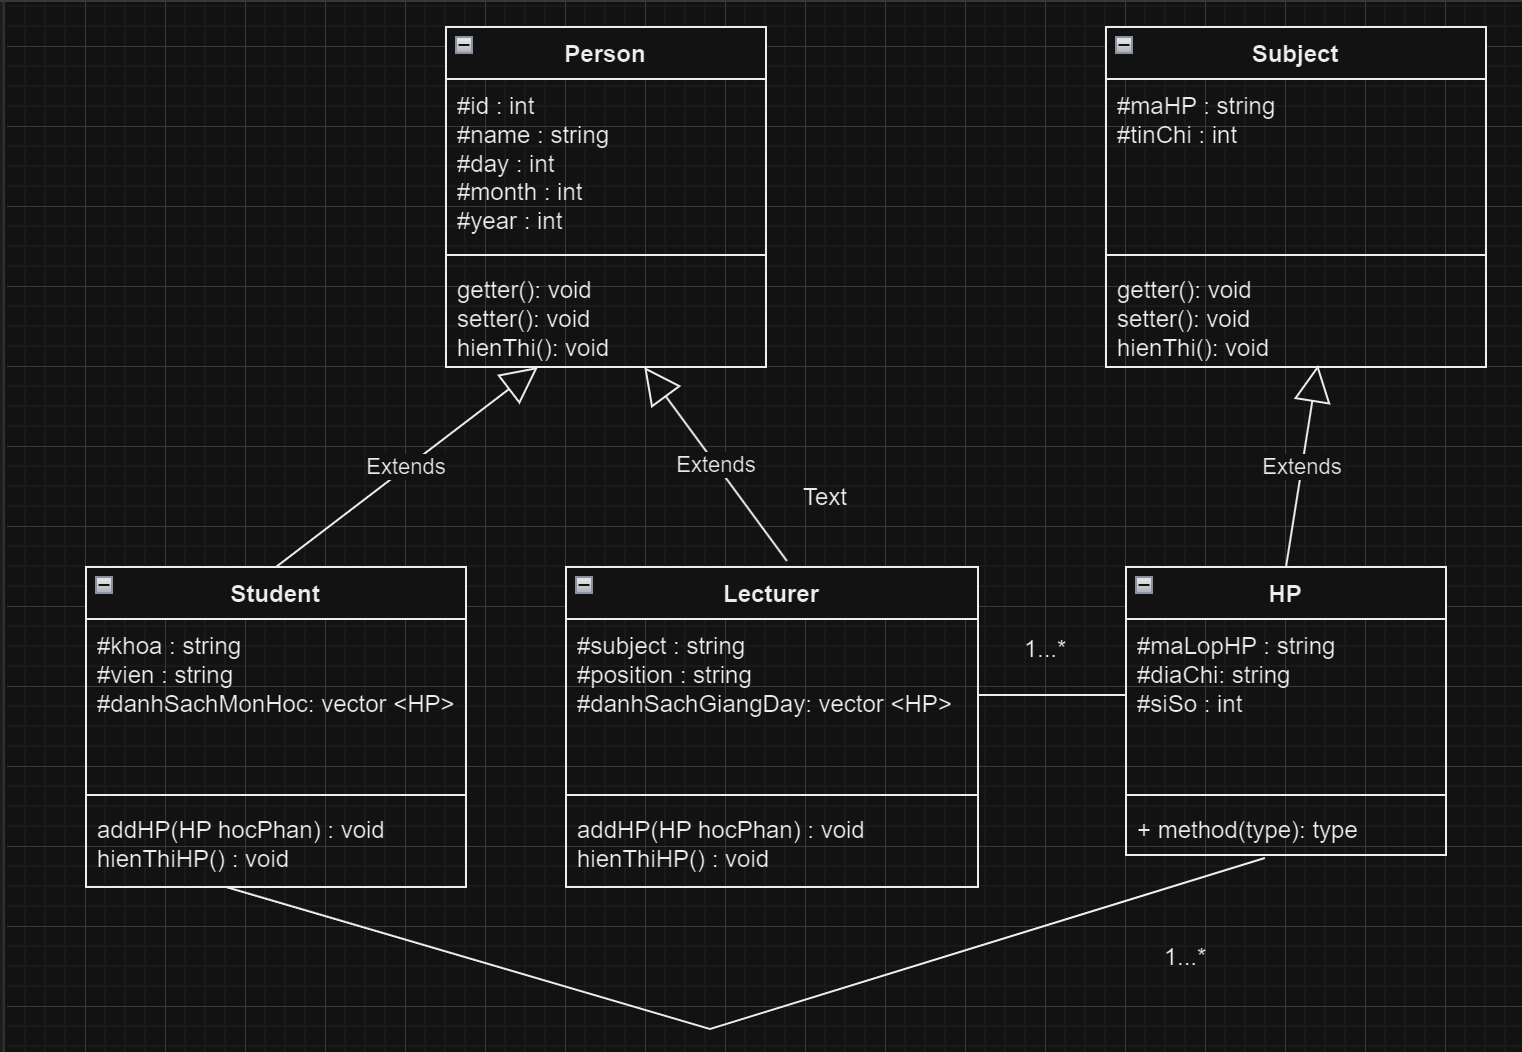 Person
#id : int
#name : string
#day : int
#month : int
#year : int
getter(): void
setter(): void
hienThi(): void
Subject
#maHP : string
#tinChi : int
getter(): void
setter(): void
hienThi(): void
Extends
Extends
Text
Extends
Student
#khoa : string
#vien : string
#danhSachMonHoc: vector <HP>
addHP(HP hocPhan) : void
hienThiHP() : void
Lecturer
#subject : string
#position : string
#danhSachGiangDay: vector <HP>
addHP(HP hocPhan) : void
hienThiHP() : void
1...*
HP
#maLopHP : string
#diaChi: string
#siSo : int
+ method(type): type
1...*